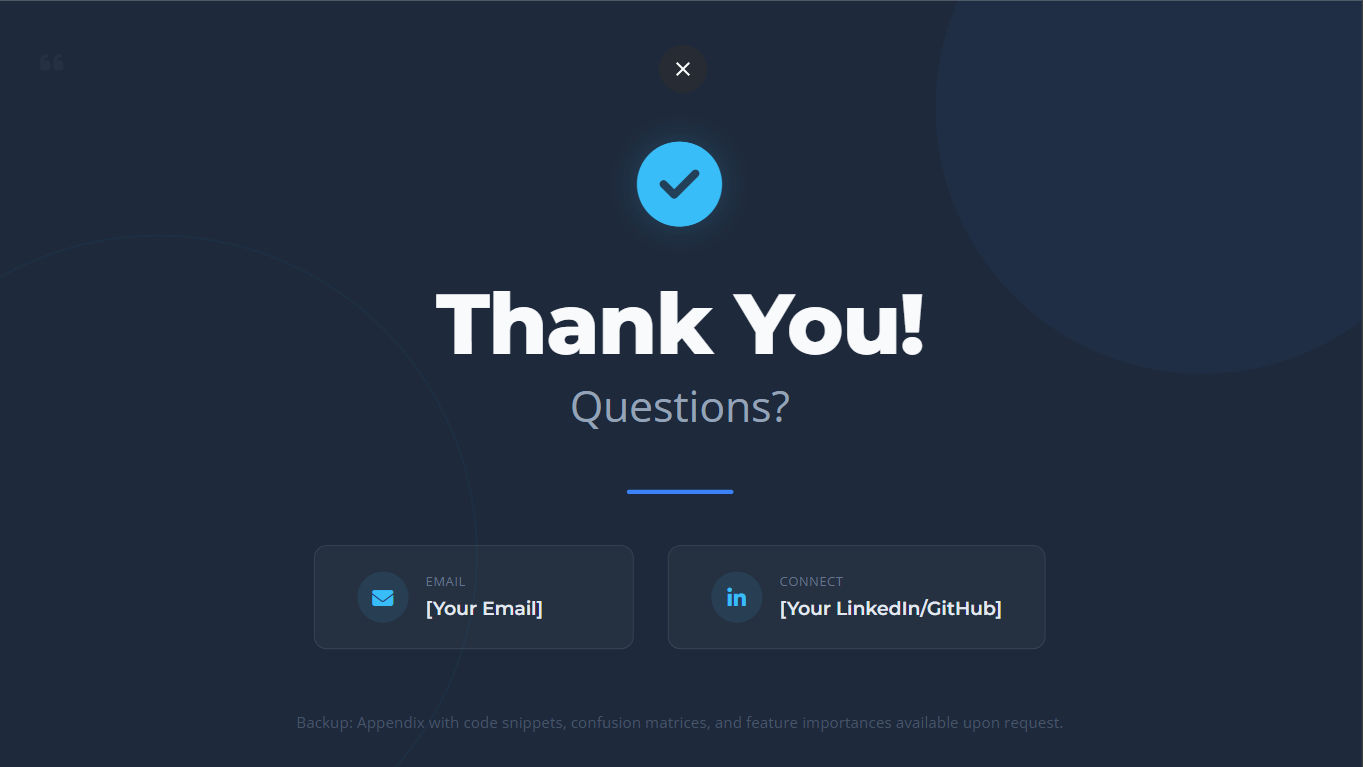 Thank You!
Questions?
EMAIL
[Your Email]
CONNECT
[Your LinkedIn/GitHub]
Backup: Appendix with code snippets, confusion matrices, and feature importances available upon request.